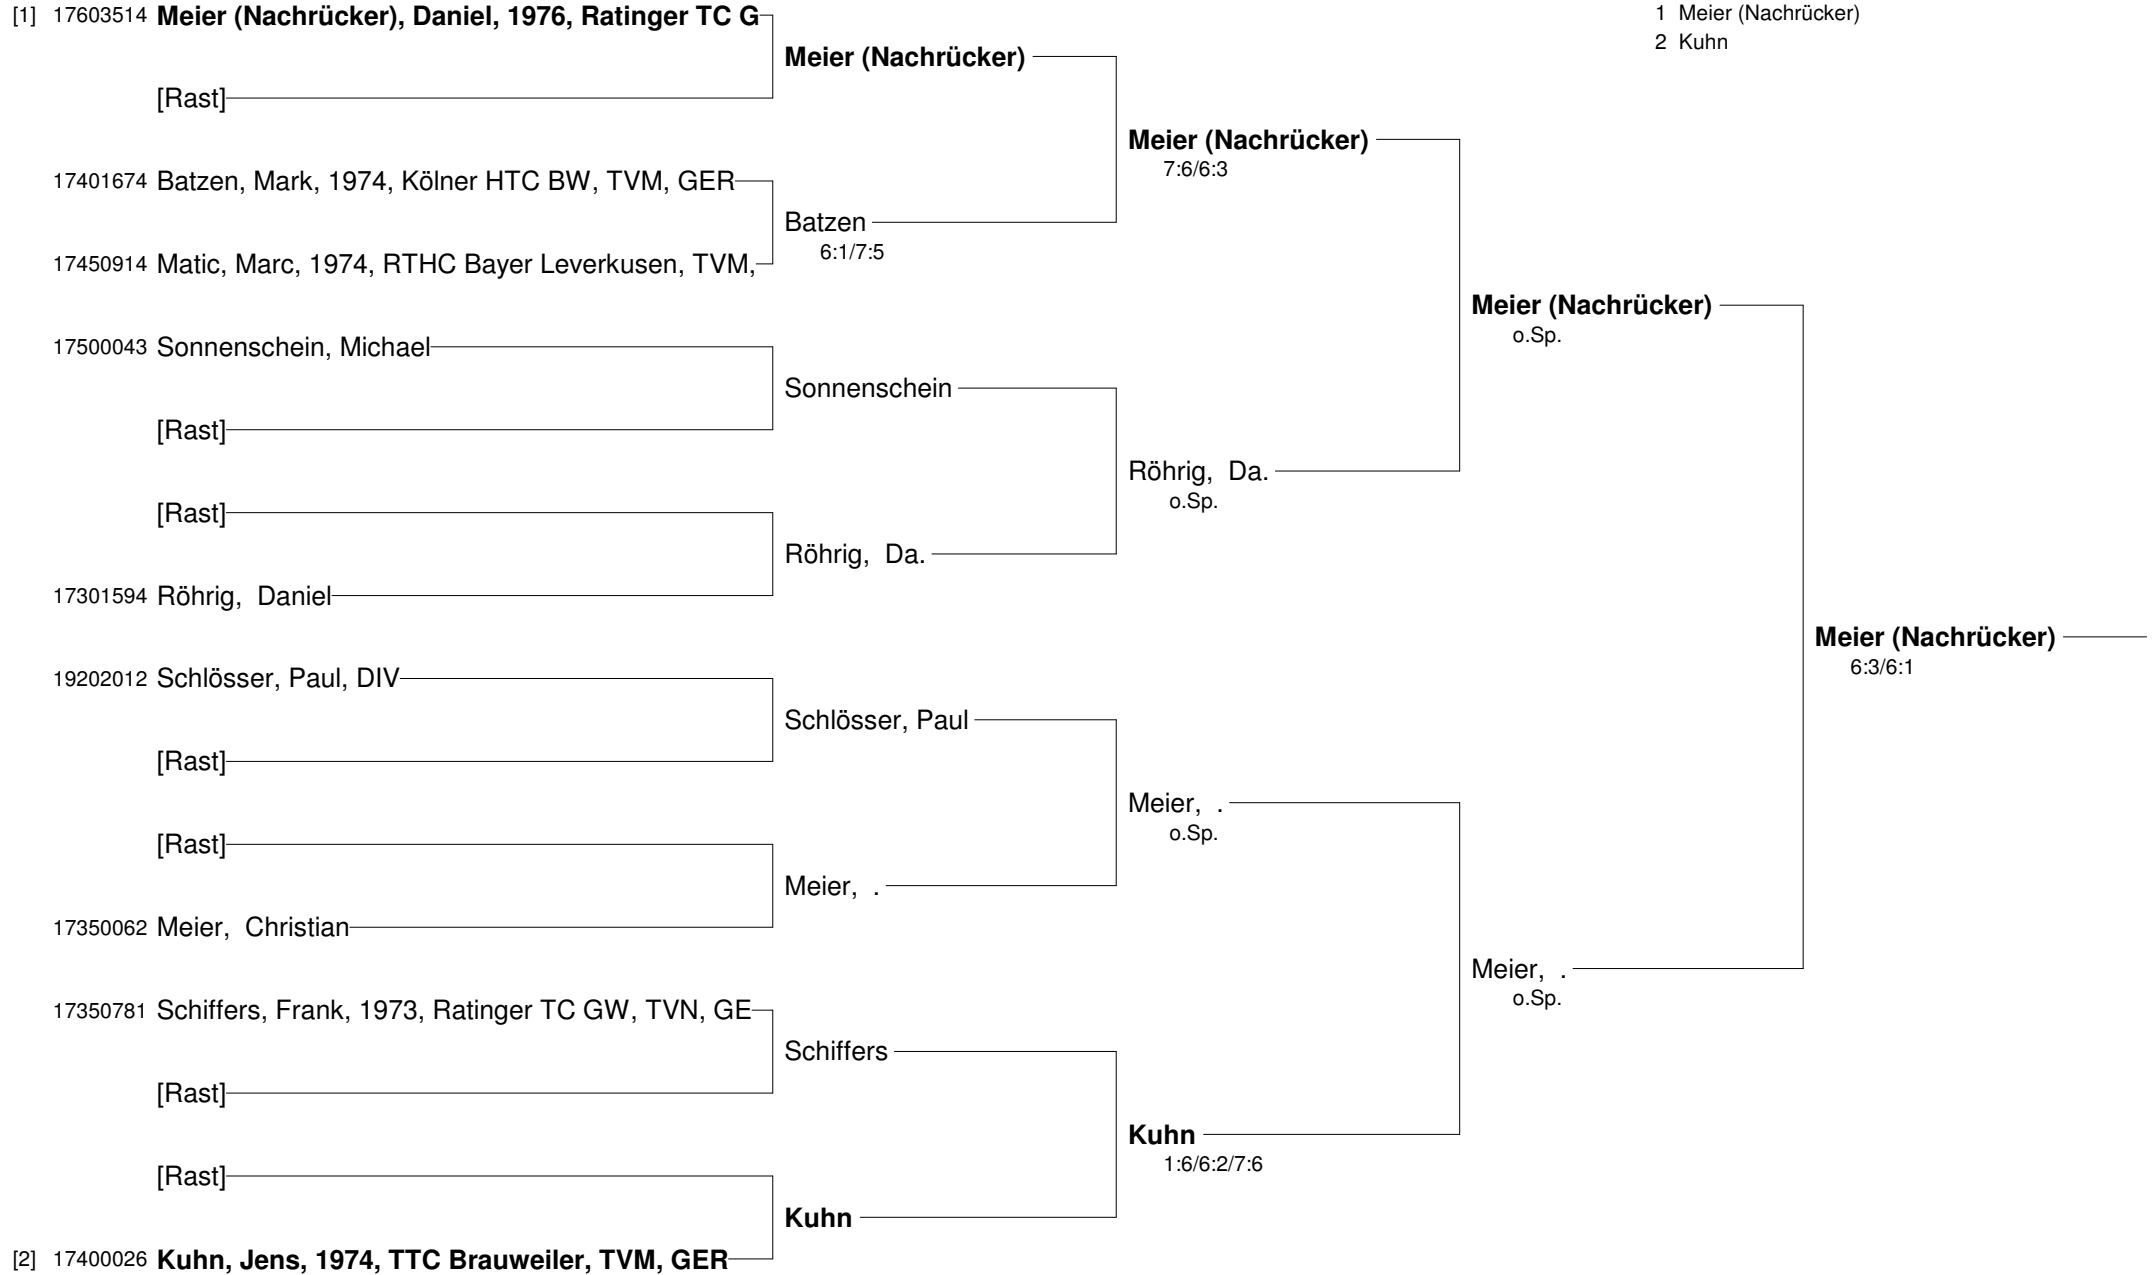 [1] 17603514 Meier (Nachrücker), Daniel, 1976, Ratinger TC G
[Rast]
17401674 Batzen, Mark, 1974, Kölner HTC BW, TVM, GER
17450914 Matic, Marc, 1974, RTHC Bayer Leverkusen, TVM,
17500043 Sonnenschein, Michael
[Rast]
[Rast]
17301594 Röhrig, Daniel
19202012 Schlösser, Paul, DIV
[Rast]
[Rast]
17350062 Meier, Christian
17350781 Schiffers, Frank, 1973, Ratinger TC GW, TVN, GE
[Rast]
[Rast]
[2] 17400026 Kuhn, Jens, 1974, TTC Brauweiler, TVM, GER
Meier (Nachrücker)
Batzen
6:1/7:5
Sonnenschein
Röhrig, Da.
Schlösser, Paul
Meier, .
Schiffers
Kuhn
Meier (Nachrücker)
7:6/6:3
Röhrig, Da.
o.Sp.
Meier, .
o.Sp.
Kuhn
1:6/6:2/7:6
Meier (Nachrücker)
o.Sp.
Meier, .
o.Sp.
Meier (Nachrücker)
6:3/6:1
1 Meier (Nachrücker)
2 Kuhn